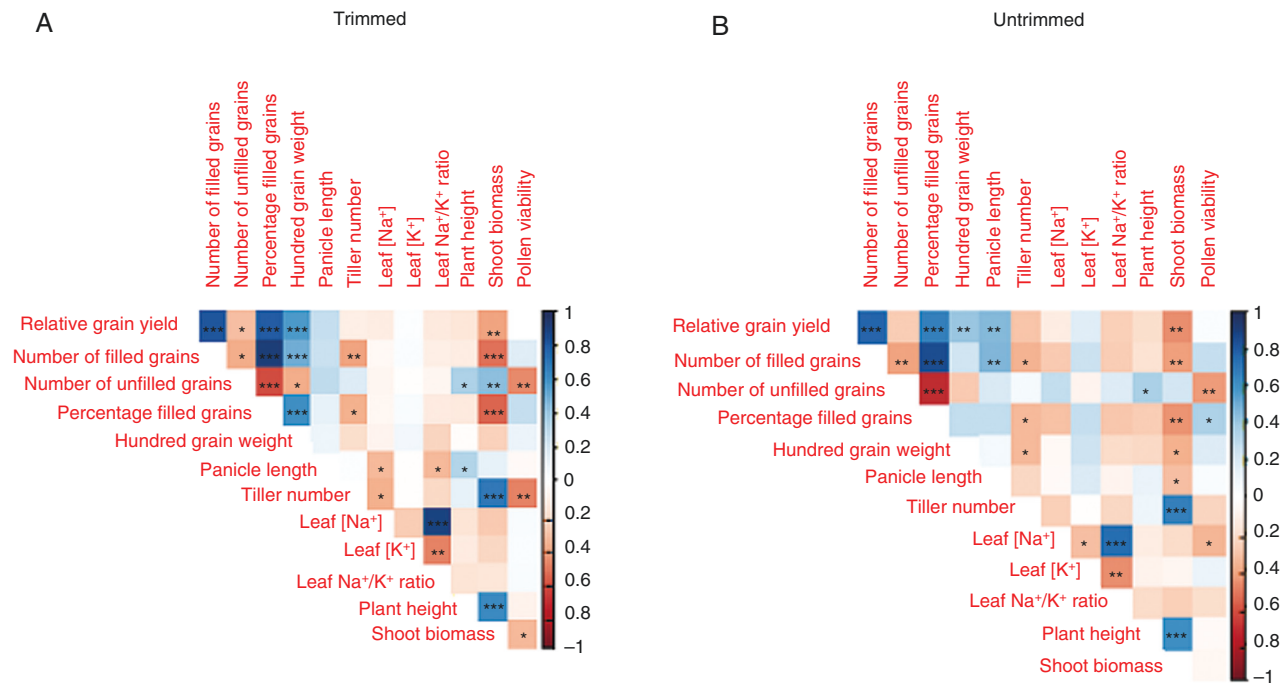 A
Trimmed
Number of filled grains
Number of unfilled grains
Percentage filled grains
Hundred grain weight
Panicle length
Tiller number
Leaf [Na⁺]
Leaf [K⁺]
Leaf Na⁺/K⁺ ratio
Plant height
Shoot biomass
Pollen viability
Relative grain yield *** * *** *** **
Number of filled grains * *** *** ** ***
Number of unfilled grains *** * * ** **
Percentage filled grains *** * ***
Hundred grain weight
Panicle length * * *
Tiller number * *** **
Leaf [Na⁺] ***
Leaf [K⁺] **
Leaf Na⁺/K⁺ ratio
Plant height ***
Shoot biomass *
1
0.8
0.6
0.4
0.2
0
0.2
0.4
0.6
0.8
−1
B
Untrimmed
Number of filled grains
Number of unfilled grains
Percentage filled grains
Hundred grain weight
Panicle length
Tiller number
Leaf [Na⁺]
Leaf [K⁺]
Leaf Na⁺/K⁺ ratio
Plant height
Shoot biomass
Pollen viability
Relative grain yield *** *** ** ** **
Number of filled grains ** *** ** * **
Number of unfilled grains *** * **
Percentage filled grains * ** *
Hundred grain weight * *
Panicle length *
Tiller number ***
Leaf [Na⁺] * *** *
Leaf [K⁺] **
Leaf Na⁺/K⁺ ratio
Plant height ***
Shoot biomass
1
0.8
0.6
0.4
0.2
0
0.2
0.4
0.6
0.8
−1